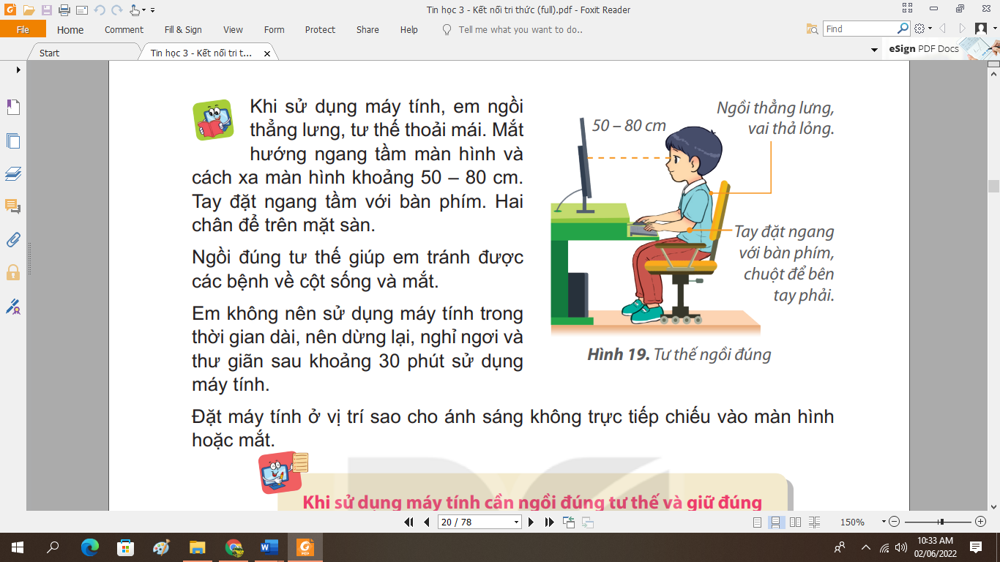 Tin học 3 - Kết nối tri thức (full).pdf - Foxit Reader
File Home Comment Fill & Sign View Form Protect Share Help Tell me what you want to do.. Find
Start Tin học 3 - Kết nối tri t... eSign PDF Docs
Khi sử dụng máy tính, em ngồi
thẳng lưng, tư thế thoải mái. Mắt
hướng ngang tầm màn hình và
cách xa màn hình khoảng 50 – 80 cm.
Tay đặt ngang tầm với bàn phím. Hai
chân để trên mặt sàn.
Ngồi đúng tư thế giúp em tránh được
các bệnh về cột sống và mắt.
Em không nên sử dụng máy tính trong
thời gian dài, nên dừng lại, nghỉ ngơi và
thư giãn sau khoảng 30 phút sử dụng
máy tính.
50 – 80 cm
Ngồi thẳng lưng,
vai thả lỏng.
Tay đặt ngang
với bàn phím,
chuột để bên
tay phải.
Hình 19. Tư thế ngồi đúng
Đặt máy tính ở vị trí sao cho ánh sáng không trực tiếp chiếu vào màn hình
hoặc mắt.
Khi sử dụng máy tính cần ngồi đúng tư thế và giữ đúng
20 / 78 150%
10:33 AM
02/06/2022